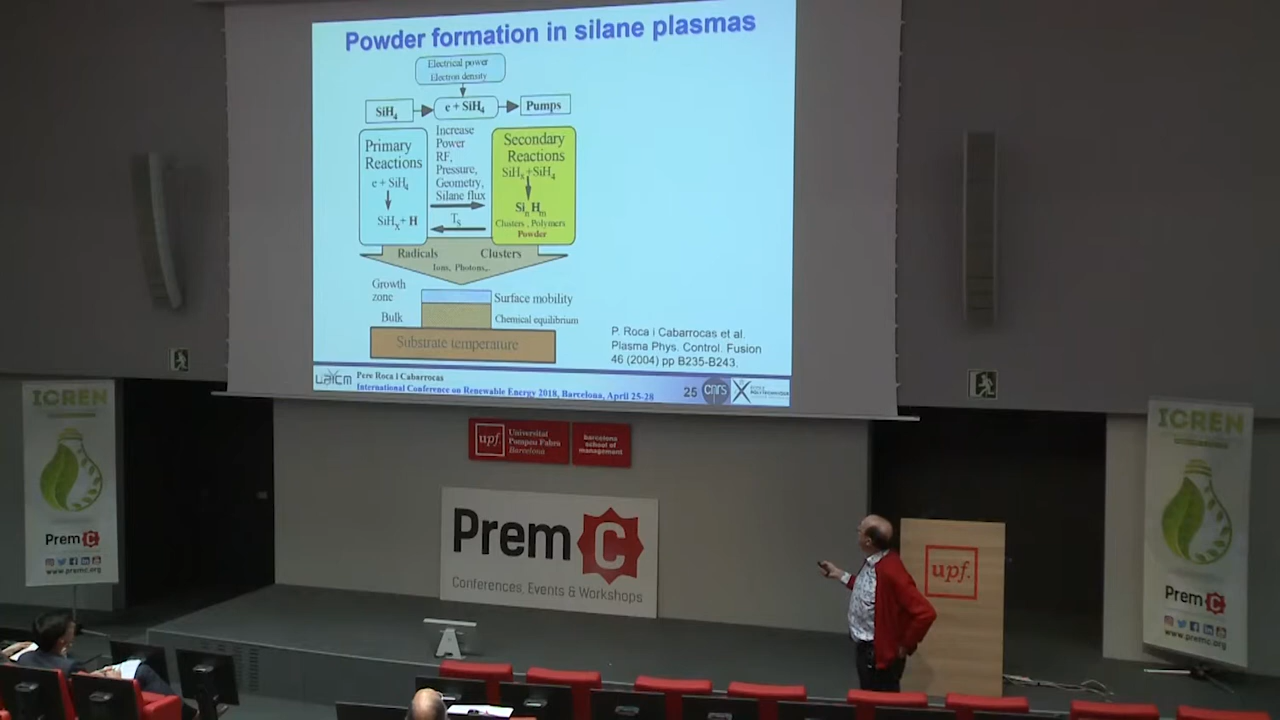 Powder formation in silane plasmas
Electrical power
Electron density
SiH4
e + SiH4
Pumps
Primary
Reactions
e + SiH4
SiHx + H
Increase
Power
RF,
Pressure,
Geometry,
Silane flux
Ts
Secondary
Reactions
SiHx+SiH4
SinHm
Clusters, Polymers
Powder
Radicals
Clusters
Ions, Photons,..
Growth
zone
Surface mobility
Bulk
Chemical equilibrium
Substrate temperature
P. Roca i Cabarrocas et al.
Plasma Phys. Control. Fusion
46 (2004) pp B235-B243.
LPICM
Pere Roca i Cabarrocas
International Conference on Renewable Energy 2018, Barcelona, April 25-28
25
cnrs
ICREN
PremC
www.premc.org
upf.
Universitat
Pompeu Fabra
Barcelona
barcelona
school of
management
PremC
Conferences, Events & Workshops
upf.
ICREN
PremC
www.premc.org